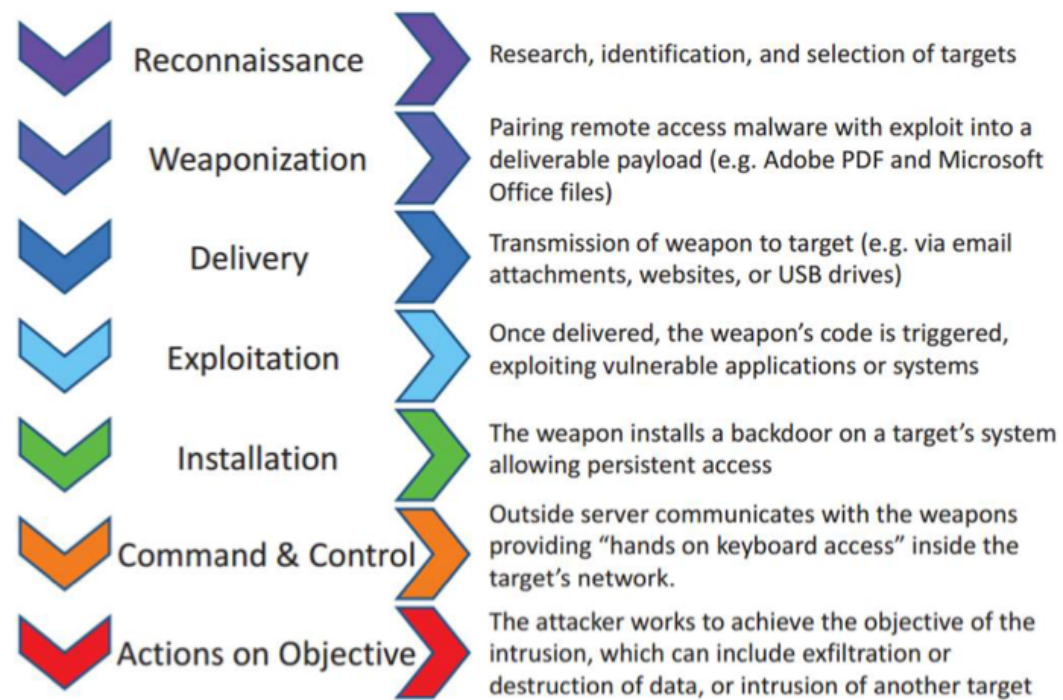 Reconnaissance
Research, identification, and selection of targets
Weaponization
Pairing remote access malware with exploit into a
deliverable payload (e.g. Adobe PDF and Microsoft
Office files)
Delivery
Transmission of weapon to target (e.g. via email
attachments, websites, or USB drives)
Exploitation
Once delivered, the weapon’s code is triggered,
exploiting vulnerable applications or systems
Installation
The weapon installs a backdoor on a target’s system
allowing persistent access
Command & Control
Outside server communicates with the weapons
providing “hands on keyboard access” inside the
target’s network.
Actions on Objective
The attacker works to achieve the objective of the
intrusion, which can include exfiltration or
destruction of data, or intrusion of another target